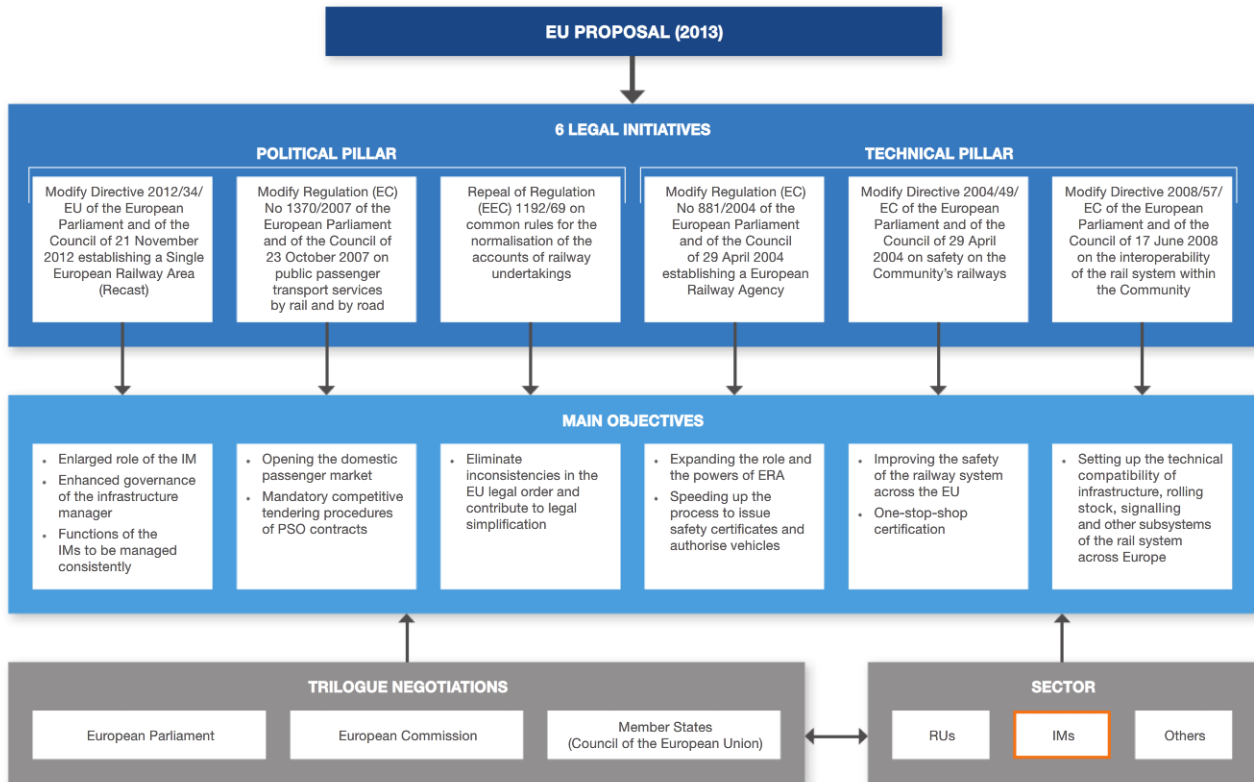 EU PROPOSAL (2013)
6 LEGAL INITIATIVES
POLITICAL PILLAR
TECHNICAL PILLAR
Modify Directive 2012/34/
EU of the European
Parliament and of the
Council of 21 November
2012 establishing a Single
European Railway Area
(Recast)
Modify Regulation (EC)
No 1370/2007 of the
European Parliament
and of the Council of
23 October 2007 on
public passenger
transport services
by rail and by road
Repeal of Regulation
(EEC) 1192/69 on
common rules for the
normalisation of the
accounts of railway
undertakings
Modify Regulation (EC)
No 881/2004 of the
European Parliament
and of the Council
of 29 April 2004
establishing a European
Railway Agency
Modify Directive 2004/49/
EC of the European
Parliament and of the
Council of 29 April
2004 on safety on the
Community's railways
Modify Directive 2008/57/
EC of the European
Parliament and of the
Council of 17 June 2008
on the interoperability
of the rail system within
the Community
MAIN OBJECTIVES
• Enlarged role of the IM
• Enhanced governance
of the infrastructure
manager
• Functions of the
IMs to be managed
consistently
• Opening the domestic
passenger market
• Mandatory competitive
tendering procedures
of PSO contracts
• Eliminate
inconsistencies in the
EU legal order and
contribute to legal
simplification
• Expanding the role and
the powers of ERA
• Speeding up the
process to issue
safety certificates and
authorise vehicles
• Improving the safety
of the railway system
across the EU
• One-stop-shop
certification
• Setting up the technical
compatibility of
infrastructure, rolling
stock, signalling
and other subsystems
of the rail system
across Europe
TRILOGUE NEGOTIATIONS
European Parliament
European Commission
Member States
(Council of the European Union)
SECTOR
RUs
IMs
Others